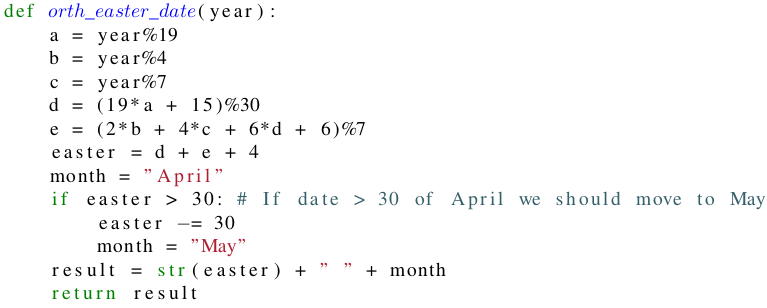 def orth_easter_date(year):
    a = year%19
    b = year%4
    c = year%7
    d = (19*a + 15)%30
    e = (2*b + 4*c + 6*d + 6)%7
    easter = d + e + 4
    month = "April"
    if easter > 30: # If date > 30 of April we should move to May
        easter −= 30
        month = "May"
    result = str(easter) + " " + month
    return result